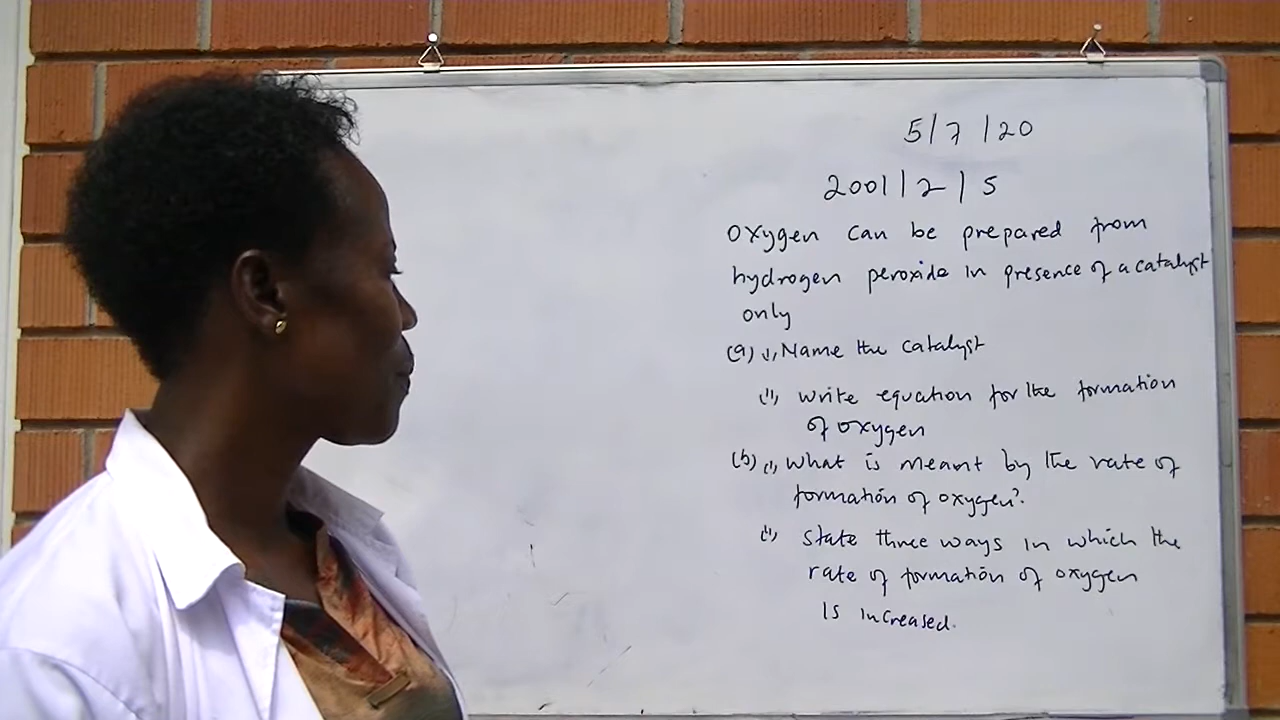 5/7/20
2001/2/5
Oxygen can be prepared from
hydrogen peroxide in presence of a catalyst
only
(a) i, Name the catalyst
ii, write equation for the formation
of oxygen
(b) i, What is meant by the rate of
formation of oxygen?
ii, state three ways in which the
rate of formation of oxygen
is increased.